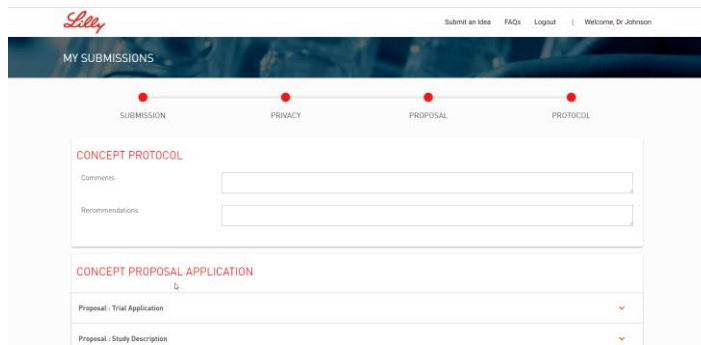 Lilly
Submit an Idea FAQs Logout | Welcome, Dr Johnson
MY SUBMISSIONS
SUBMISSION PRIVACY PROPOSAL PROTOCOL
CONCEPT PROTOCOL
Comments
Recommendations
CONCEPT PROPOSAL APPLICATION
Proposal : Trial Application
Proposal : Study Description